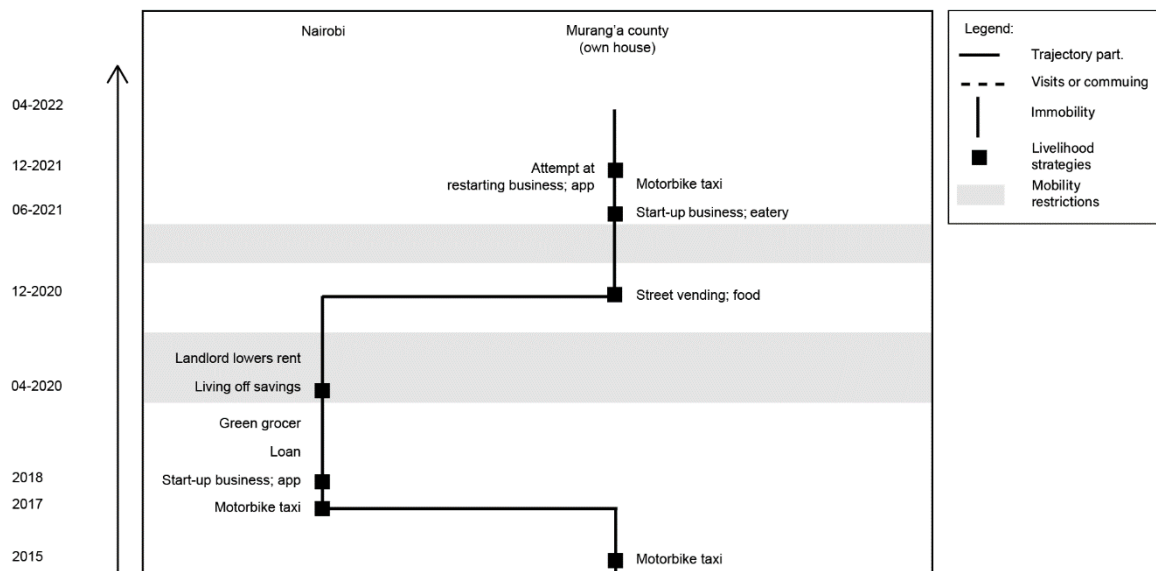 Nairobi
Murang'a county
(own house)
Legend:
Trajectory part.
Visits or commuing
Immobility
Livelihood
strategies
Mobility
restrictions
04-2022
12-2021
Attempt at
restarting business; app
Motorbike taxi
06-2021
Start-up business; eatery
12-2020
Street vending; food
Landlord lowers rent
04-2020
Living off savings
Green grocer
Loan
2018
Start-up business; app
2017
Motorbike taxi
2015
Motorbike taxi